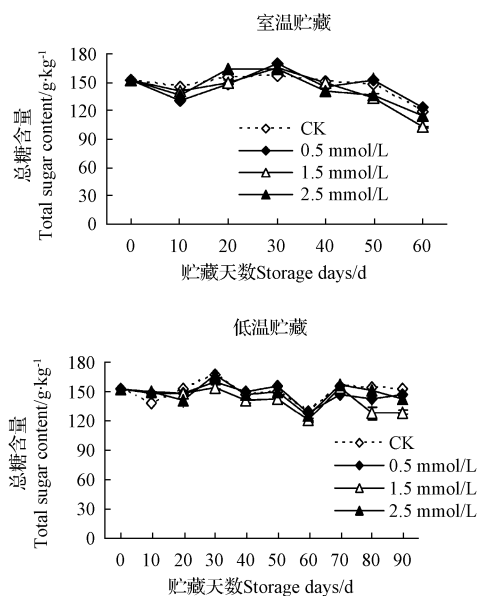 室温贮藏
180
150
120
90
60
30
0
总糖含量
Total sugar content/g·kg-1
CK
0.5 mmol/L
1.5 mmol/L
2.5 mmol/L
0 10 20 30 40 50 60
贮藏天数Storage days/d
低温贮藏
180
150
120
90
60
30
0
总糖含量
Total sugar content/g·kg-1
CK
0.5 mmol/L
1.5 mmol/L
2.5 mmol/L
0 10 20 30 40 50 60 70 80 90
贮藏天数Storage days/d